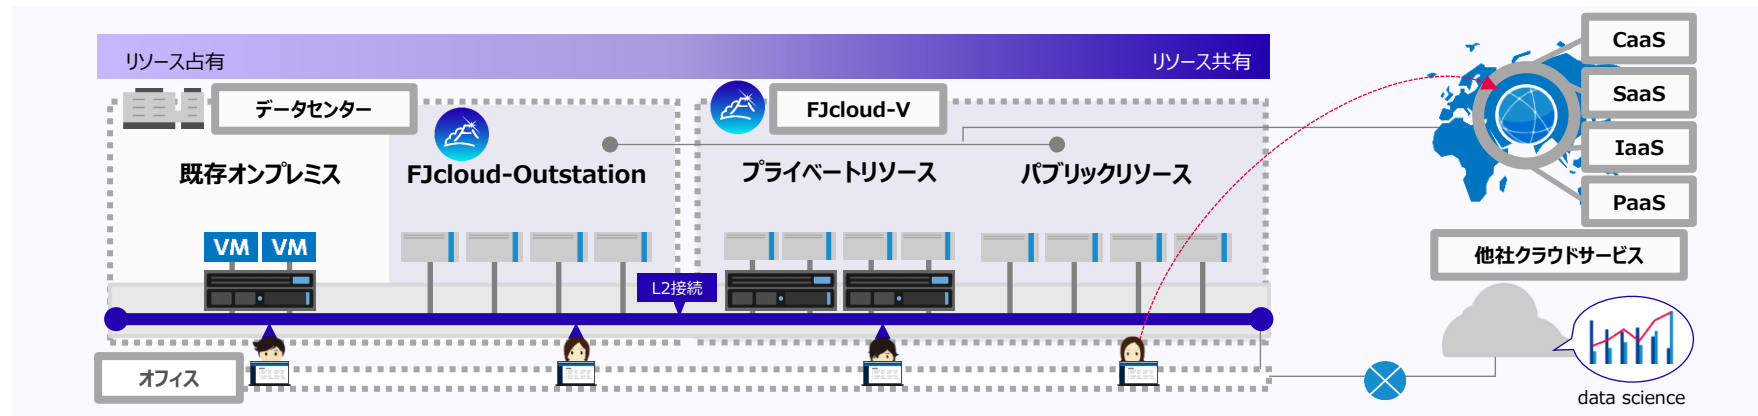 リソース占有
リソース共有
データセンター
FJcloud-V
既存オンプレミス
FJcloud-Outstation
プライベートリソース
パブリックリソース
VM
VM
L2接続
オフィス
CaaS
SaaS
IaaS
PaaS
他社クラウドサービス
data science